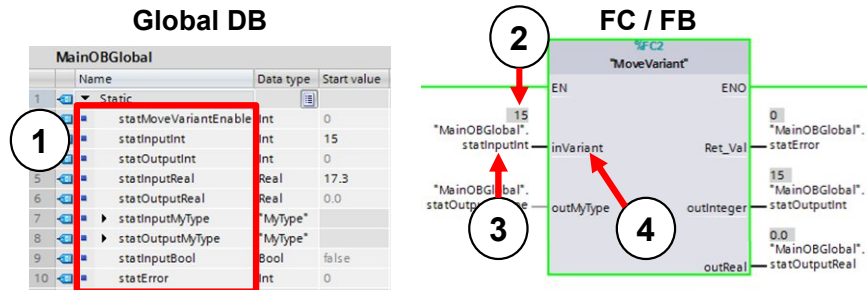 Global DB
FC / FB
MainOBGlobal
Name Data type Start value
1 Static
statMoveVariantEnable Int 0
statInputInt Int 15
statOutputInt Int 0
5 statInputReal Real 17.3
6 statOutputReal Real 0.0
7 statInputMyType "MyType"
8 statOutputMyType "MyType"
9 statInputBool Bool false
10 statError Int 0
1
2
%FC2
"MoveVariant"
EN ENO
15
"MainOBGlobal".
statInputInt
inVariant
0
"MainOBGlobal".
Ret_Val statError
"MainOBGlobal".
outMyType
15
"MainOBGlobal".
outInteger statOutputInt
0.0
"MainOBGlobal".
outReal statOutputReal
3
4